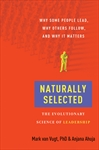 WHY SOME PEOPLE LEAD,
WHY OTHERS FOLLOW,
AND WHY IT MATTERS
NATURALLY
SELECTED
THE EVOLUTIONARY
SCIENCE OF LEADERSHIP
Mark van Vugt, PhD & Anjana Ahuja